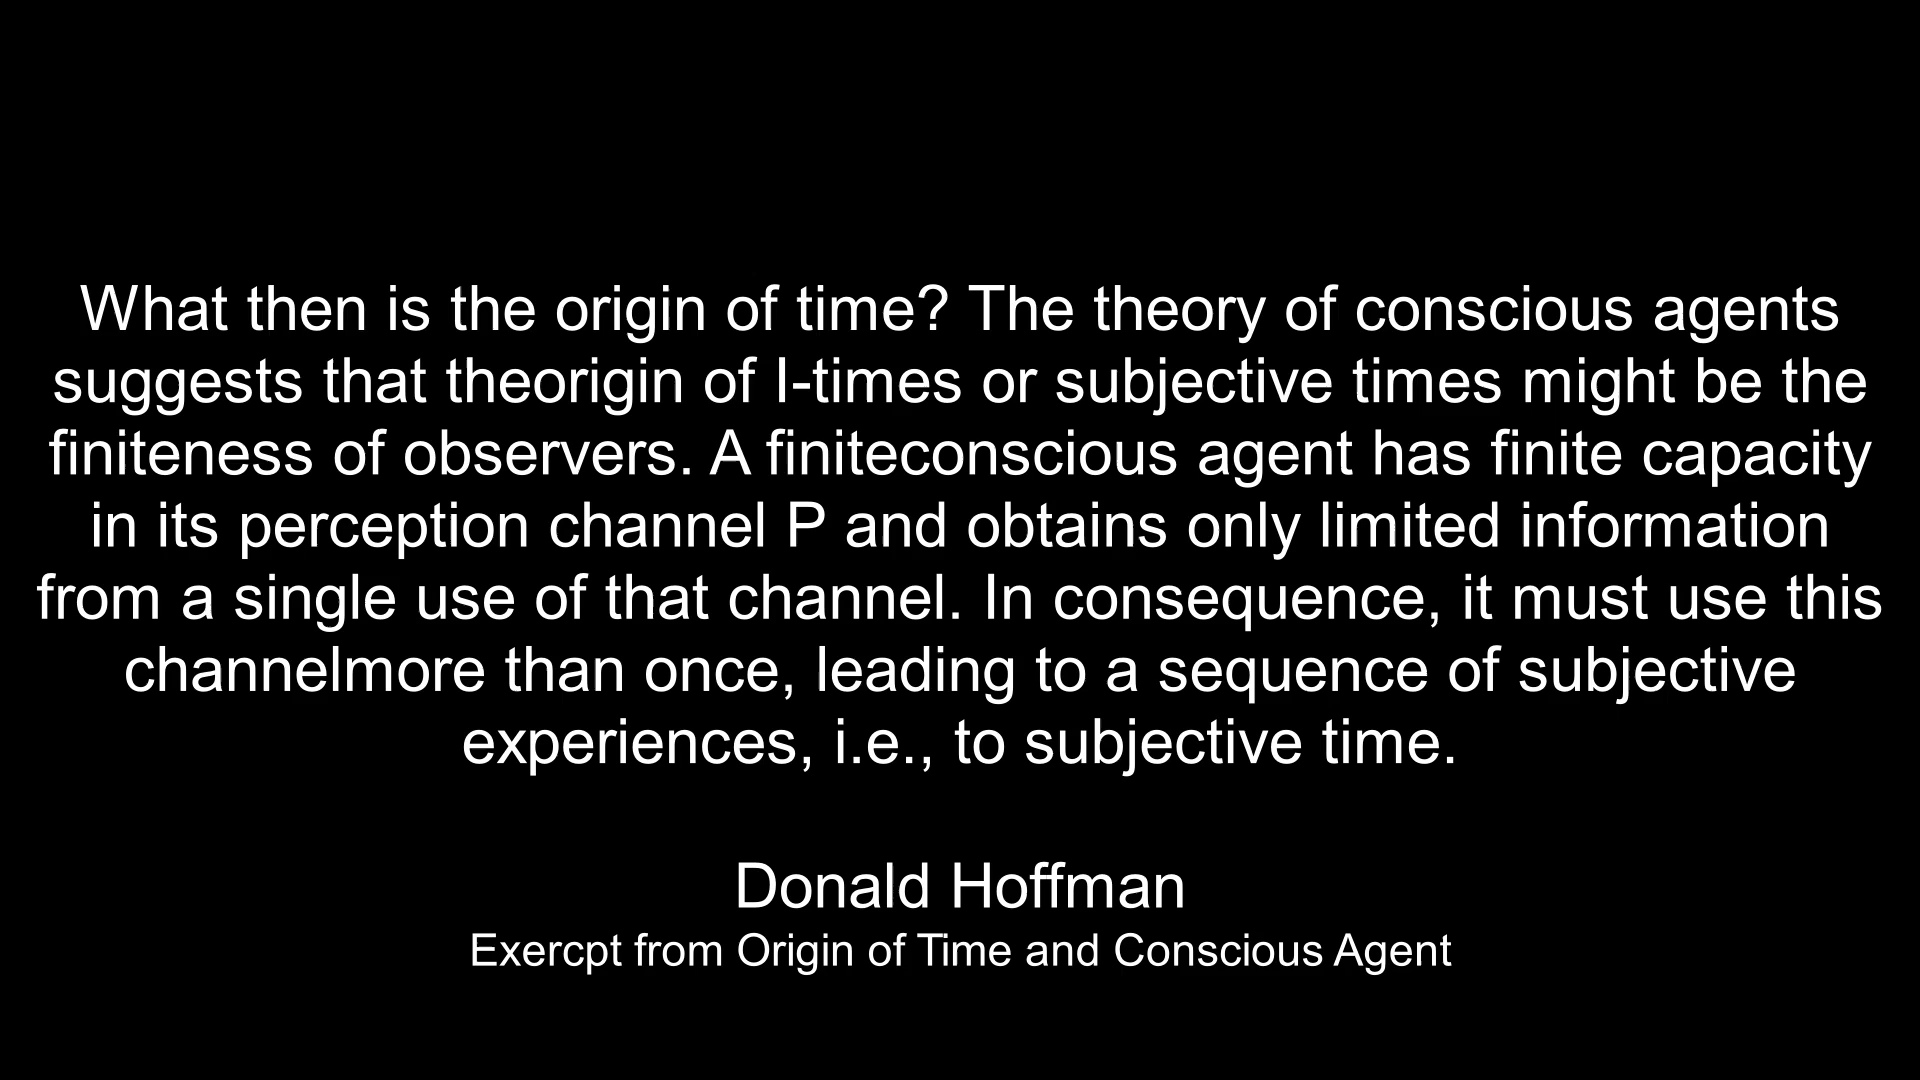 What then is the origin of time? The theory of conscious agents
suggests that theorigin of I-times or subjective times might be the
finiteness of observers. A finiteconscious agent has finite capacity
in its perception channel P and obtains only limited information
from a single use of that channel. In consequence, it must use this
channelmore than once, leading to a sequence of subjective
experiences, i.e., to subjective time.
Donald Hoffman
Exercpt from Origin of Time and Conscious Agent